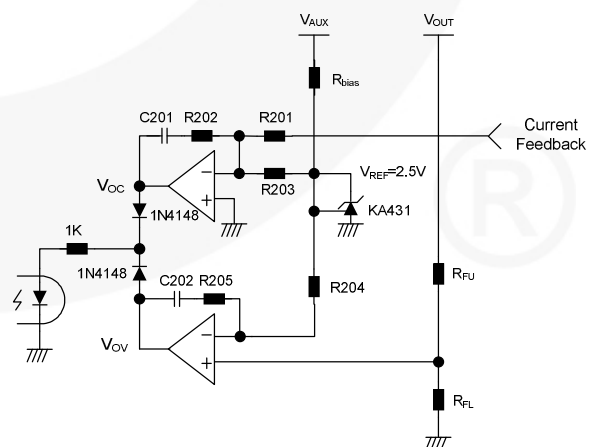 VAUX
VOUT
Rbias
C201
R202
R201
Current
Feedback
R203
VREF=2.5V
VOC
1N4148
KA431
1K
1N4148
C202
R205
R204
RFU
VOV
RFL
−
+
−
+
®